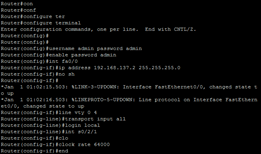 Router#con
Router#conf
Router#configure ter
Router#configure terminal
Enter configuration commands, one per line.  End with CNTL/Z.
Router(config)#
Router(config)#
Router(config)#username admin password admin
Router(config)#enable password admin
Router(config)# int fa0/0
Router(config-if)#ip address 192.168.137.2 255.255.255.0
Router(config-if)#no sh
Router(config-if)#
*Jan  1 01:02:15.503: %LINK-3-UPDOWN: Interface FastEthernet0/0, changed state t
o up
*Jan  1 01:02:16.503: %LINEPROTO-5-UPDOWN: Line protocol on Interface FastEthern
et0/0, changed state to up
Router(config-if)#line vty 0 4
Router(config-line)#transport input all
Router(config-line)#login local
Router(config-line)#int s0/2/1
Router(config-if)#clo
Router(config-if)#clock rate 64000
Router(config-if)#end